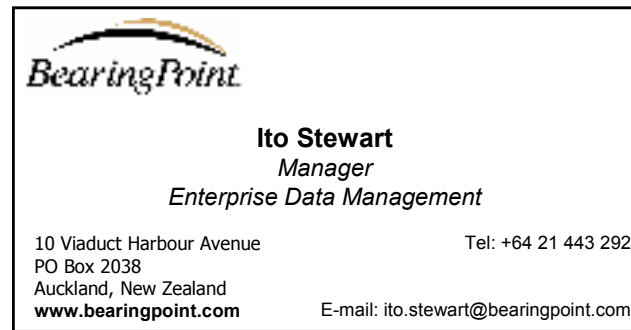 BearingPoint
Ito Stewart
Manager
Enterprise Data Management
10 Viaduct Harbour Avenue
PO Box 2038
Auckland, New Zealand
www.bearingpoint.com
Tel: +64 21 443 292
E-mail: ito.stewart@bearingpoint.com